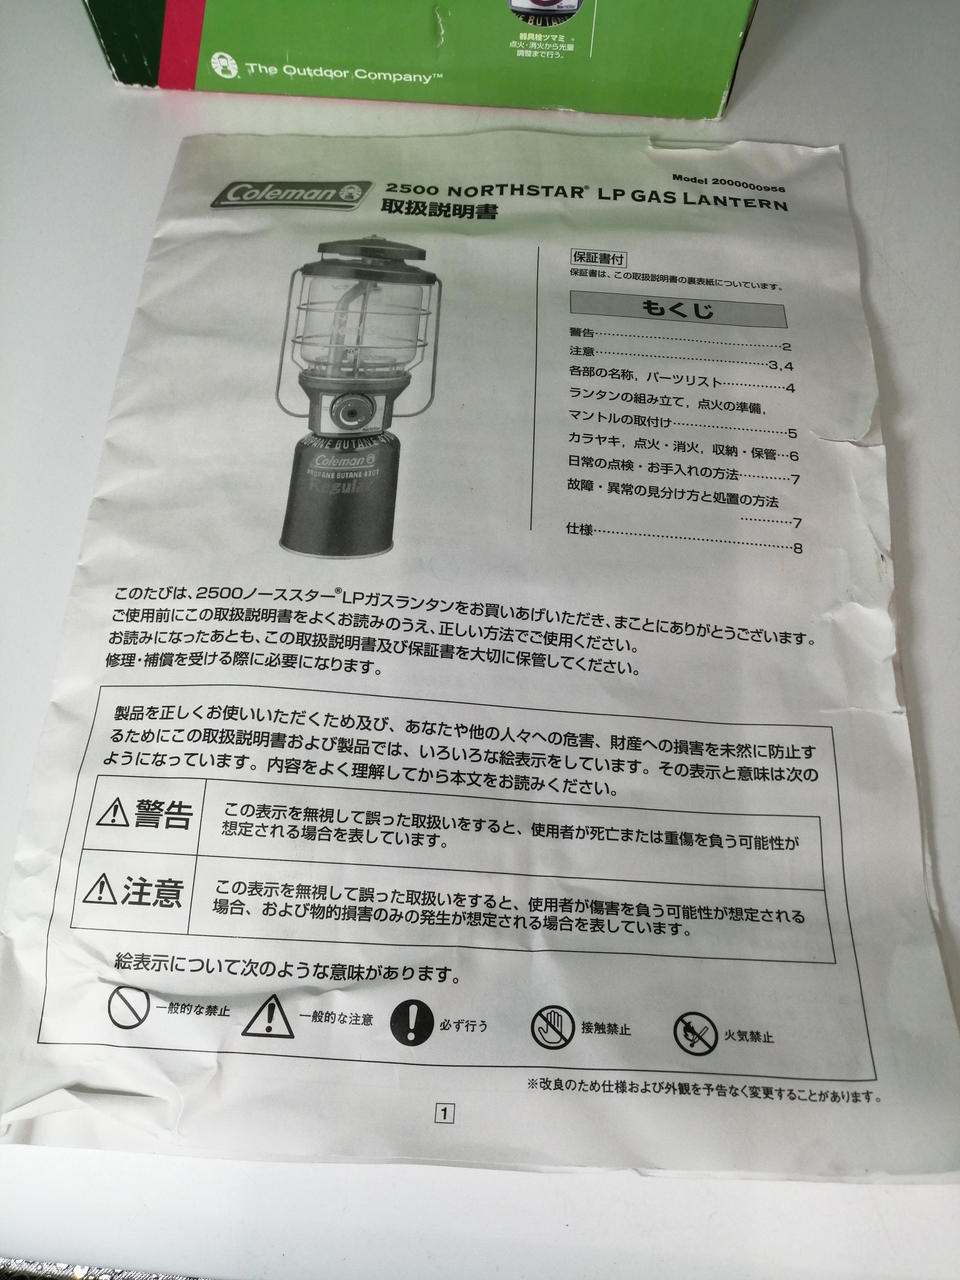 器具栓ツマミ
点火・消火から光量
調整まで行う。
The Outdoor Company™
Model 2000000956
Coleman
2500 NORTHSTAR® LP GAS LANTERN
取扱説明書
保証書付
保証書は、この取扱説明書の裏表紙についています。
もくじ
警告……………………………2
注意……………………………3,4
各部の名称，パーツリスト……………4
ランタンの組み立て，点火の準備，
マントルの取付け……………………5
カラヤキ，点火・消火，収納・保管…6
日常の点検・お手入れの方法…………7
故障・異常の見分け方と処置の方法
…………7
仕様……………………………8
PROPANE BUTANE
Coleman
PROPANE BUTANE 470T
Regular
このたびは、2500ノーススター®LPガスランタンをお買いあげいただき、まことにありがとうございます。
ご使用前にこの取扱説明書をよくお読みのうえ、正しい方法でご使用ください。
お読みになったあとも、この取扱説明書及び保証書を大切に保管してください。
修理・補償を受ける際に必要になります。
製品を正しくお使いいただくため及び、あなたや他の人々への危害、財産への損害を未然に防止す
るためにこの取扱説明書および製品では、いろいろな絵表示をしています。その表示と意味は次の
ようになっています。内容をよく理解してから本文をお読みください。
警告
この表示を無視して誤った取扱いをすると、使用者が死亡または重傷を負う可能性が
想定される場合を表しています。
注意
この表示を無視して誤った取扱いをすると、使用者が傷害を負う可能性が想定される
場合、および物的損害のみの発生が想定される場合を表しています。
絵表示について次のような意味があります。
一般的な禁止
一般的な注意
必ず行う
接触禁止
火気禁止
※改良のため仕様および外観を予告なく変更することがあります。
1